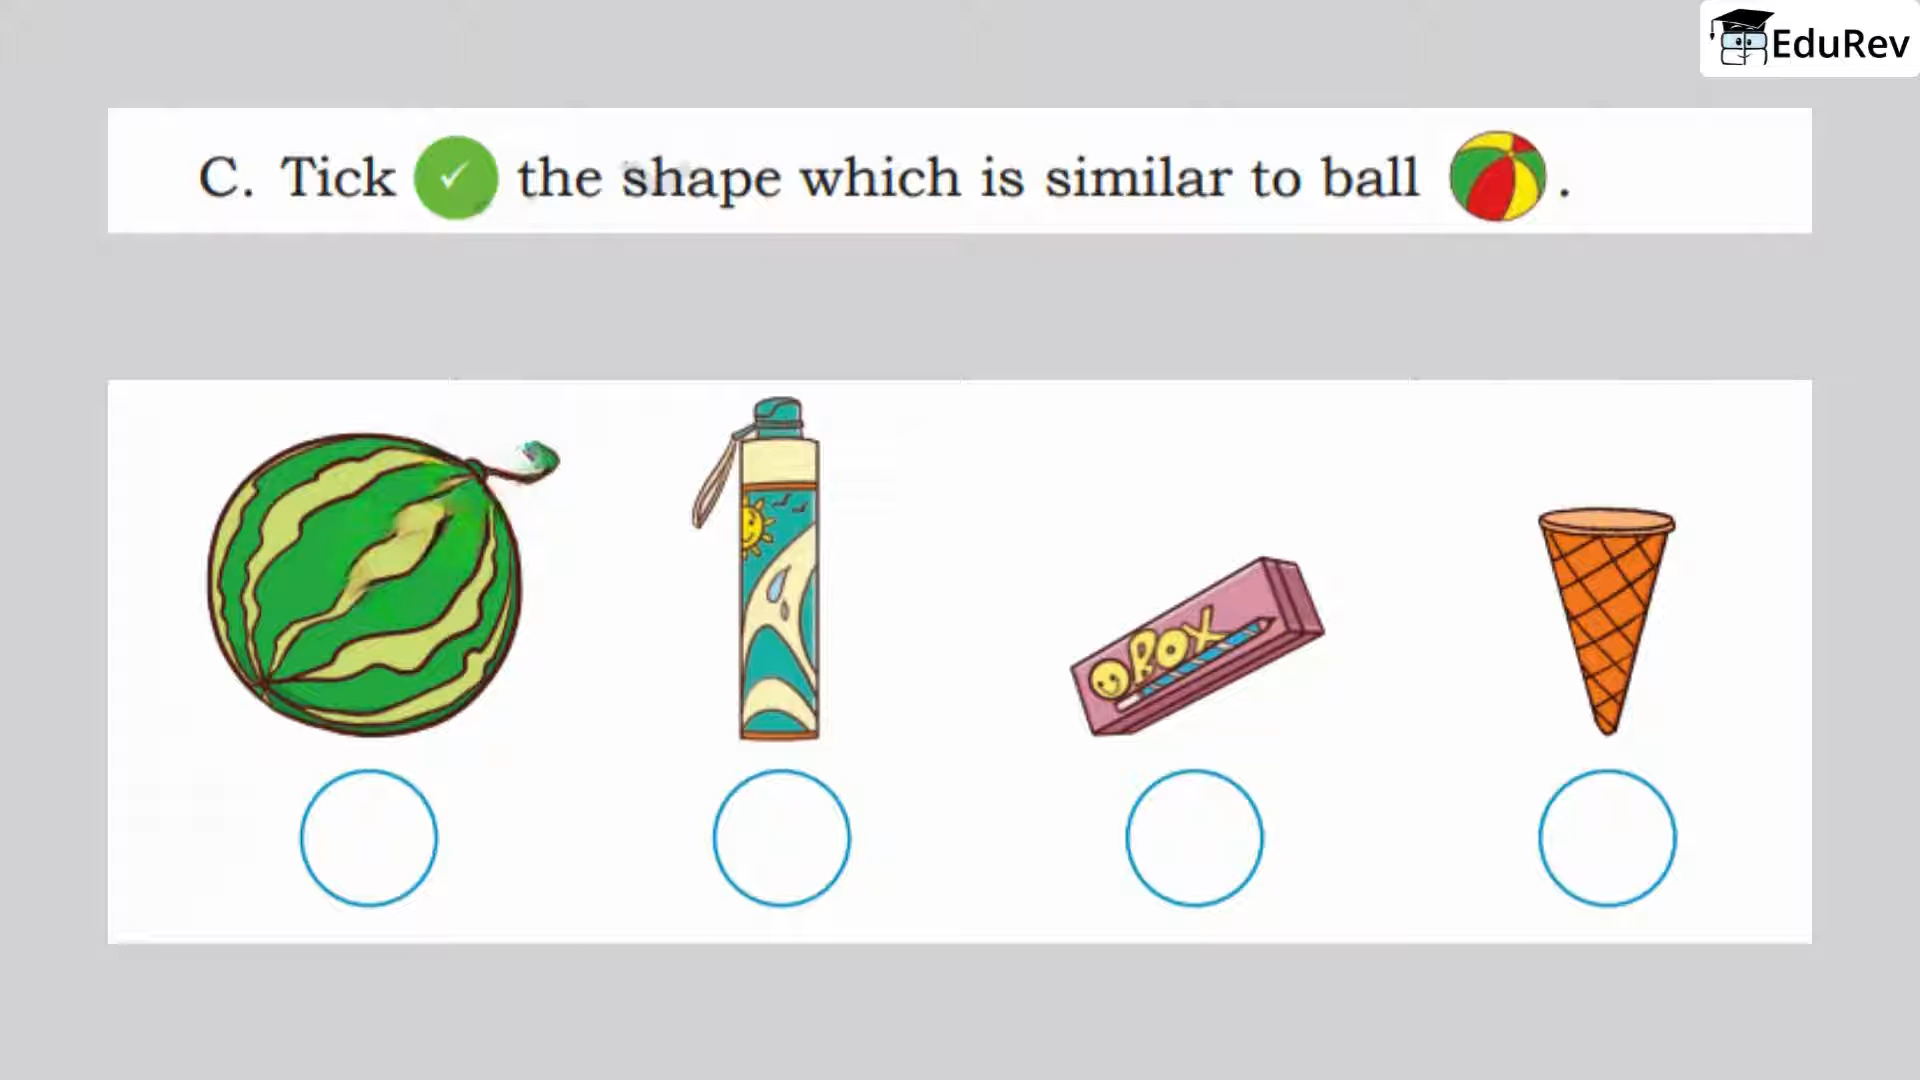 EduRev
C. Tick the shape which is similar to ball .
BOX